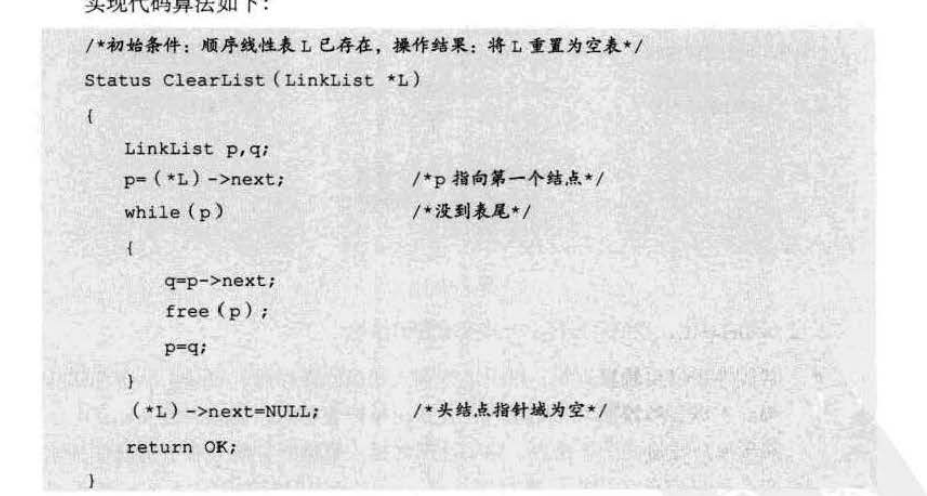 实现代码算法如下：
/*初始条件：顺序线性表 L 已存在，操作结果：将 L 重置为空表*/
Status ClearList(LinkList *L)
{
    LinkList p,q;
    p=(*L)->next;            /*p 指向第一个结点*/
    while(p)                 /*没到表尾*/
    {
        q=p->next;
        free(p);
        p=q;
    }
    (*L)->next=NULL;         /*头结点指针域为空*/
    return OK;
}